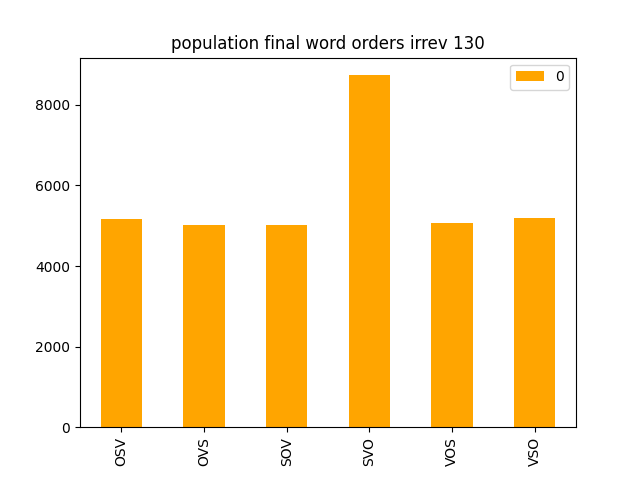 population final word orders irrev 130
0
8000
6000
4000
2000
0
OSV
OVS
SOV
SVO
VOS
VSO